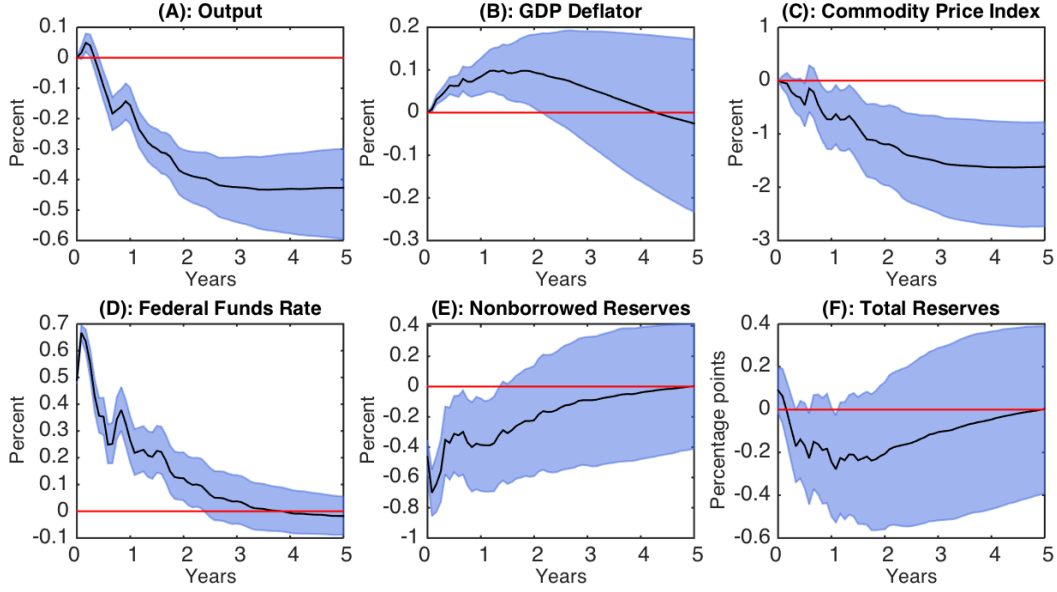 (A): Output
Percent
0.1
0
-0.1
-0.2
-0.3
-0.4
-0.5
-0.6
0 1 2 3 4 5
Years
(B): GDP Deflator
Percent
0.2
0.1
0
-0.1
-0.2
-0.3
0 1 2 3 4 5
Years
(C): Commodity Price Index
Percent
1
0
-1
-2
-3
0 1 2 3 4 5
Years
(D): Federal Funds Rate
Percent
0.7
0.6
0.5
0.4
0.3
0.2
0.1
0
-0.1
0 1 2 3 4 5
Years
(E): Nonborrowed Reserves
Percent
0.4
0.2
0
-0.2
-0.4
-0.6
-0.8
-1
0 1 2 3 4 5
Years
(F): Total Reserves
Percentage points
0.4
0.2
0
-0.2
-0.4
-0.6
0 1 2 3 4 5
Years